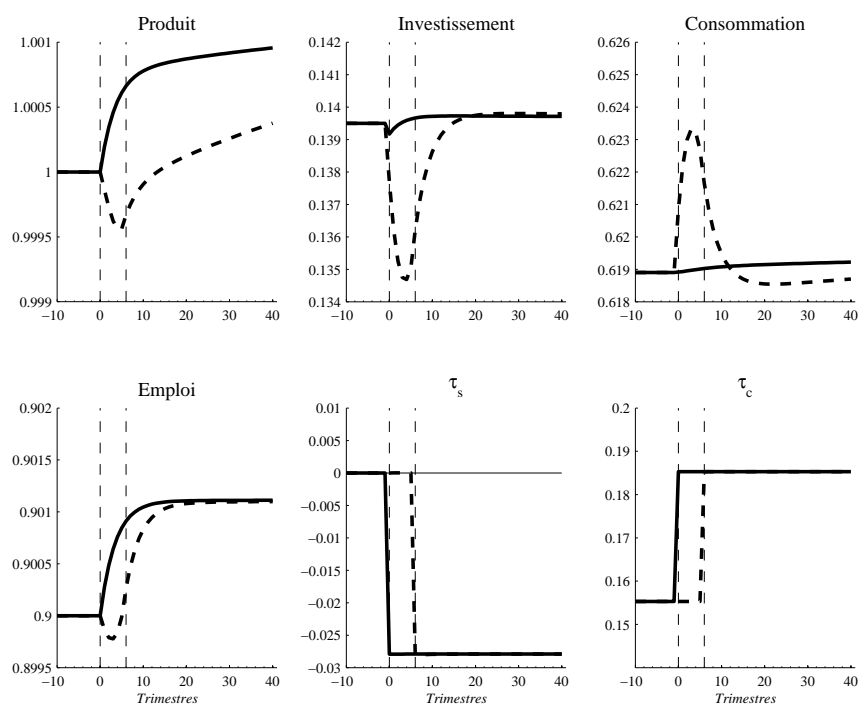 Produit
Investissement
Consommation
1.001
1.0005
1
0.9995
0.999
−10 0 10 20 30 40
0.142
0.141
0.14
0.139
0.138
0.137
0.136
0.135
0.134
−10 0 10 20 30 40
0.626
0.625
0.624
0.623
0.622
0.621
0.62
0.619
0.618
−10 0 10 20 30 40
Emploi
τs
τc
0.902
0.9015
0.901
0.9005
0.9
0.8995
−10 0 10 20 30 40
Trimestres
0.01
0.005
0
−0.005
−0.01
−0.015
−0.02
−0.025
−0.03
−10 0 10 20 30 40
Trimestres
0.2
0.19
0.18
0.17
0.16
0.15
−10 0 10 20 30 40
Trimestres